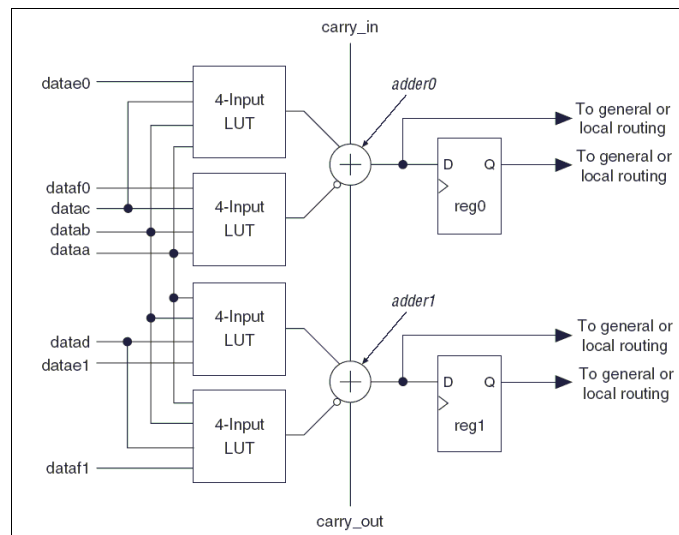 carry_in
adder0
datae0
4-Input
LUT
To general or
local routing
D Q
reg0
To general or
local routing
dataf0
datac
datab
dataa
4-Input
LUT
adder1
4-Input
LUT
To general or
local routing
datad
datae1
D Q
reg1
To general or
local routing
4-Input
LUT
dataf1
carry_out